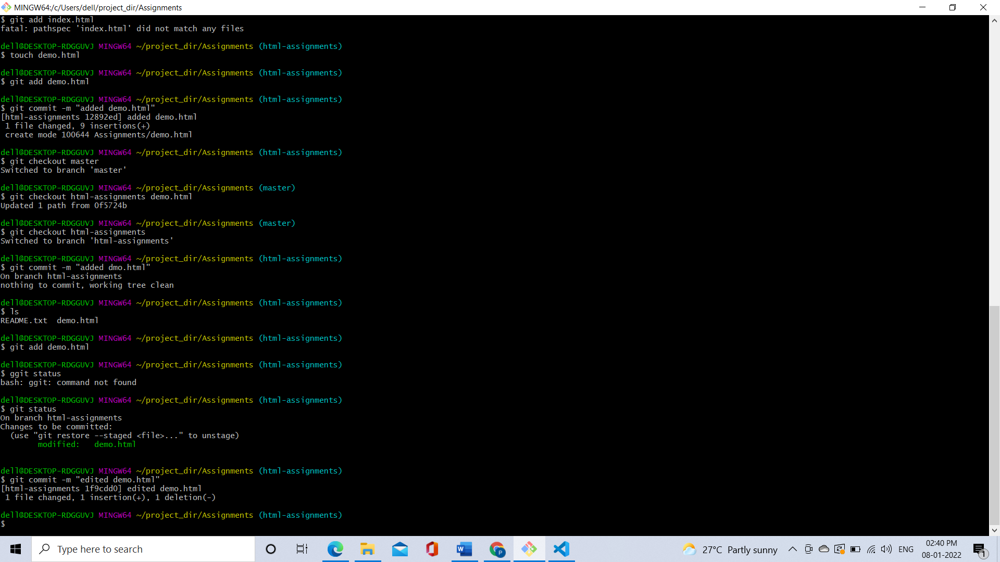 MINGW64:/c/Users/dell/project_dir/Assignments
$ git add index.html
fatal: pathspec 'index.html' did not match any files
dell@DESKTOP-RDGGUVJ MINGW64 ~/project_dir/Assignments (html-assignments)
$ touch demo.html
dell@DESKTOP-RDGGUVJ MINGW64 ~/project_dir/Assignments (html-assignments)
$ git add demo.html
dell@DESKTOP-RDGGUVJ MINGW64 ~/project_dir/Assignments (html-assignments)
$ git commit -m "added demo.html"
[html-assignments 12892ed] added demo.html
 1 file changed, 9 insertions(+)
 create mode 100644 Assignments/demo.html
dell@DESKTOP-RDGGUVJ MINGW64 ~/project_dir/Assignments (html-assignments)
$ git checkout master
Switched to branch 'master'
dell@DESKTOP-RDGGUVJ MINGW64 ~/project_dir/Assignments (master)
$ git checkout html-assignments demo.html
Updated 1 path from 0f5724b
dell@DESKTOP-RDGGUVJ MINGW64 ~/project_dir/Assignments (master)
$ git checkout html-assignments
Switched to branch 'html-assignments'
dell@DESKTOP-RDGGUVJ MINGW64 ~/project_dir/Assignments (html-assignments)
$ git commit -m "added dmo.html"
On branch html-assignments
nothing to commit, working tree clean
dell@DESKTOP-RDGGUVJ MINGW64 ~/project_dir/Assignments (html-assignments)
$ ls
README.txt  demo.html
dell@DESKTOP-RDGGUVJ MINGW64 ~/project_dir/Assignments (html-assignments)
$ git add demo.html
dell@DESKTOP-RDGGUVJ MINGW64 ~/project_dir/Assignments (html-assignments)
$ ggit status
bash: ggit: command not found
dell@DESKTOP-RDGGUVJ MINGW64 ~/project_dir/Assignments (html-assignments)
$ git status
On branch html-assignments
Changes to be committed:
  (use "git restore --staged <file>..." to unstage)
        modified:   demo.html
dell@DESKTOP-RDGGUVJ MINGW64 ~/project_dir/Assignments (html-assignments)
$ git commit -m "edited demo.html"
[html-assignments 1f9cdd0] edited demo.html
 1 file changed, 1 insertion(+), 1 deletion(-)
dell@DESKTOP-RDGGUVJ MINGW64 ~/project_dir/Assignments (html-assignments)
$
Type here to search
W
P
27°C Partly sunny
ENG
02:40 PM
08-01-2022
1